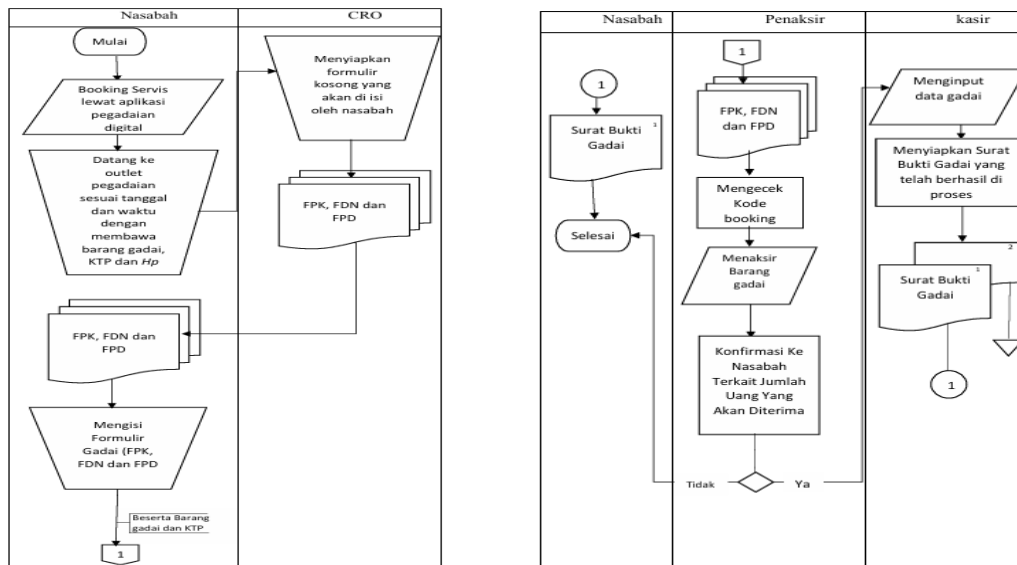 Nasabah
CRO
Mulai
Booking Servis
lewat aplikasi
pegadaian
digital
Datang ke
outlet
pegadaian
sesuai tanggal
dan waktu
dengan
membawa
barang gadai,
KTP dan Hp
Menyiapkan
formulir
kosong yang
akan di isi
oleh nasabah
FPK, FDN dan
FPD
FPK, FDN dan
FPD
Mengisi
Formulir
Gadai (FPK,
FDN dan FPD
Beserta Barang
gadai dan KTP
1
Nasabah
Penaksir
kasir
1
Surat Bukti
Gadai
1
Selesai
1
FPK, FDN
dan FPD
Mengecek
Kode
booking
Menaksir
Barang
gadai
Konfirmasi Ke
Nasabah
Terkait Jumlah
Uang Yang
Akan Diterima
Tidak
Ya
Menginput
data gadai
Menyiapkan Surat
Bukti Gadai yang
telah berhasil di
proses
2
1
Surat Bukti
Gadai
1